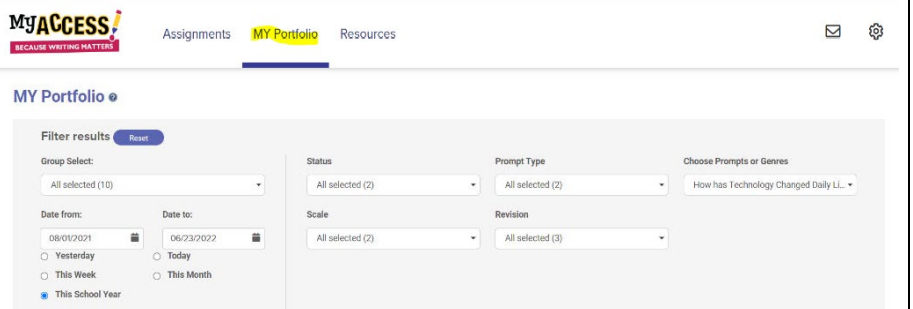 MYACCESS!
BECAUSE WRITING MATTERS
Assignments MY Portfolio Resources
MY Portfolio ?
Filter results Reset
Group Select: Status Prompt Type Choose Prompts or Genres
All selected (10) All selected (2) All selected (2) How has Technology Changed Daily Li...
Date from: Date to: Scale Revision
08/01/2021 06/23/2022 All selected (2) All selected (3)
Yesterday Today
This Week This Month
This School Year